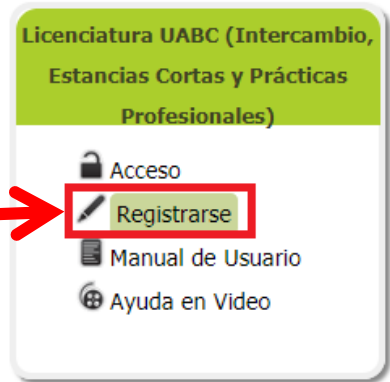 Licenciatura UABC (Intercambio,
Estancias Cortas y Prácticas
Profesionales)
Acceso
Registrarse
Manual de Usuario
Ayuda en Video